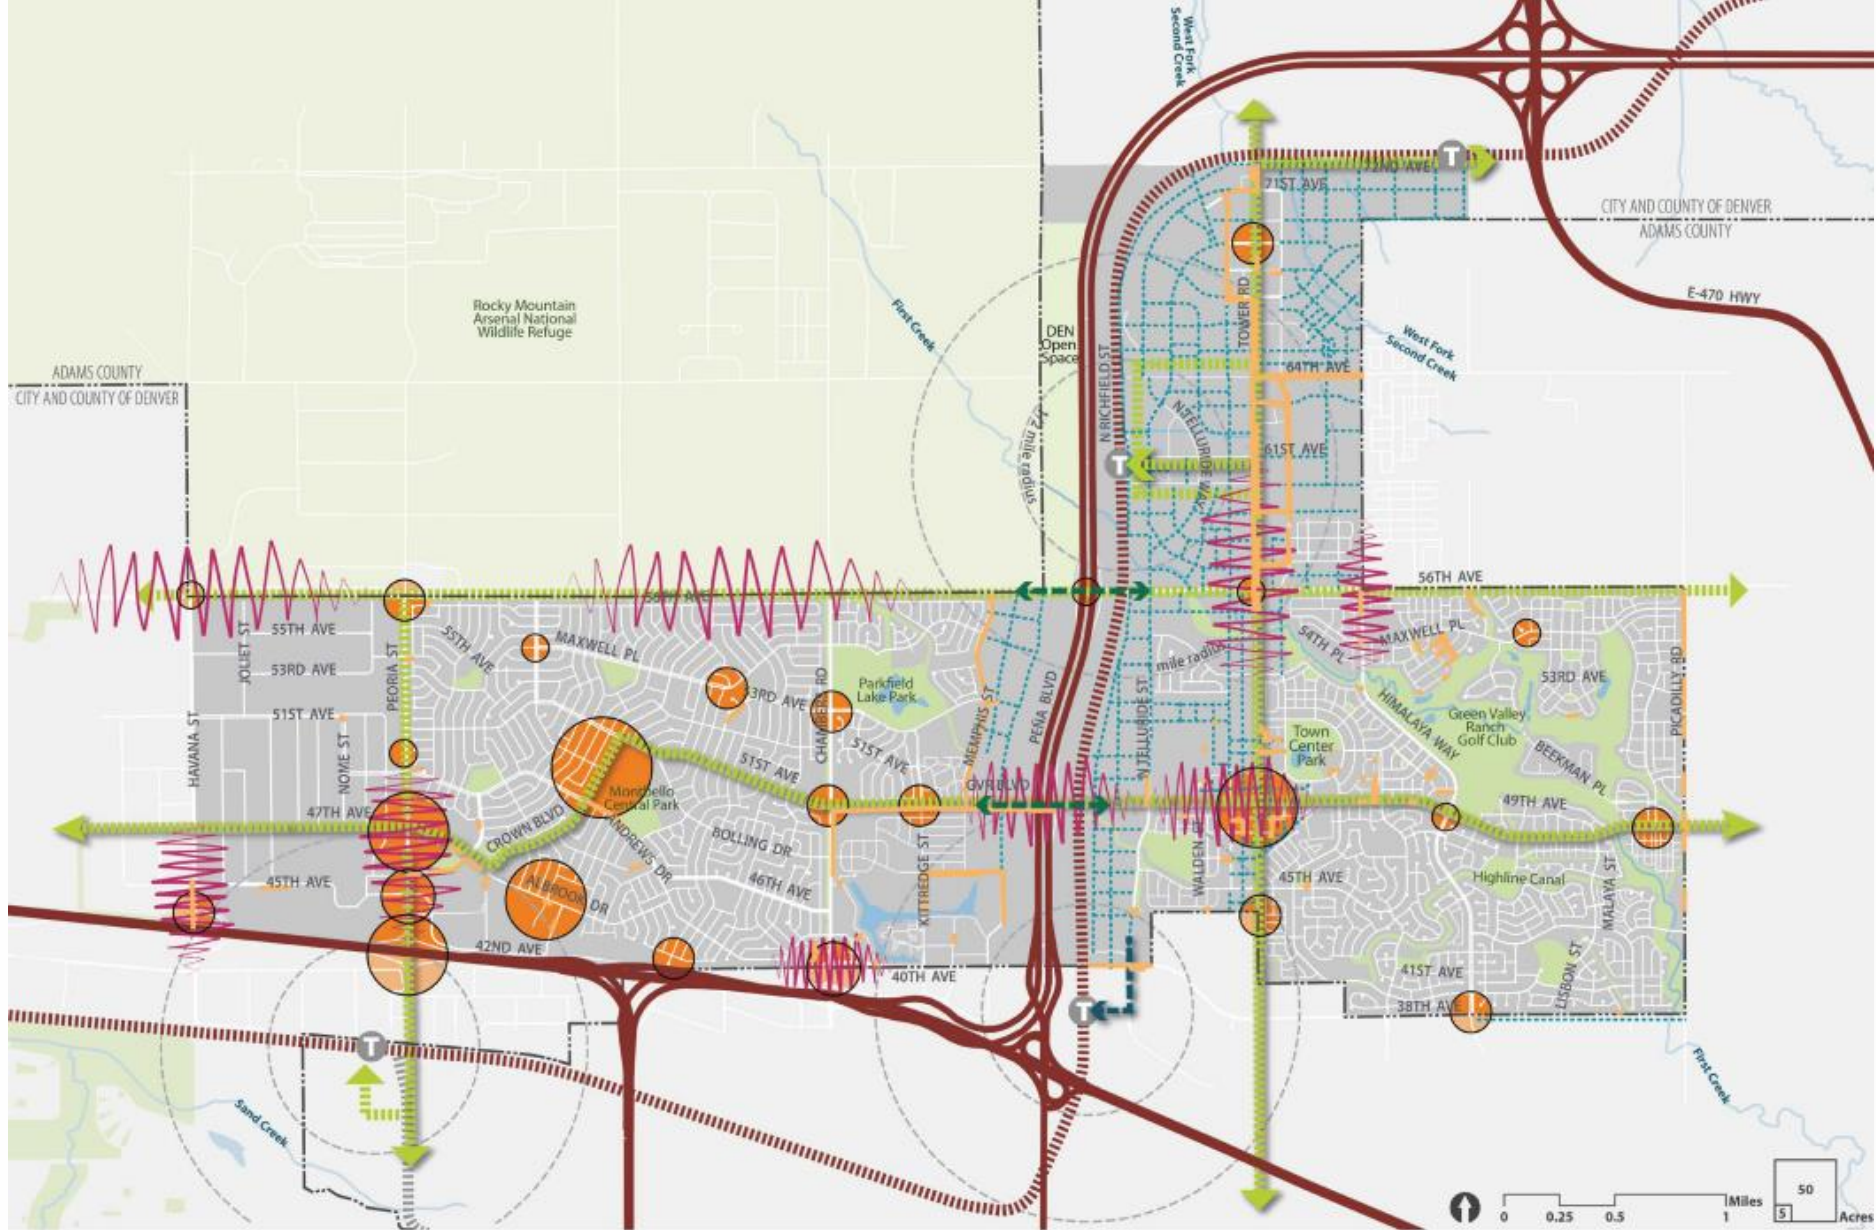 West Fork
Second Creek
72ND AVE
71ST AVE
CITY AND COUNTY OF DENVER
ADAMS COUNTY
E-470 HWY
Rocky Mountain
Arsenal National
Wildlife Refuge
First Creek
DEN
Open
Space
TOWER RD
West Fork
Second Creek
64TH AVE
ADAMS COUNTY
CITY AND COUNTY OF DENVER
N RICHFIELD ST
1/2 mile radius
N TELLURIDE WAY
61ST AVE
T
T
56TH AVE
56TH AVE
55TH AVE
JOLIET ST
53RD AVE
PEORIA ST
55TH AVE
MAXWELL PL
53RD AVE
CHAMBERS RD
Parkfield
Lake Park
MEMPHIS ST
PEÑA BLVD
N TELLURIDE ST
mile radius
54TH PL
MAXWELL PL
53RD AVE
PICADILLY RD
HAVANA ST
51ST AVE
NOME ST
51ST AVE
51ST AVE
Town
Center
Park
HIMALAYA WAY
Green Valley
Ranch
Golf Club
BEEKMAN PL
47TH AVE
CROWN BLVD
Montbello
Central Park
GVR BLVD
49TH AVE
ANDREWS DR
BOLLING DR
46TH AVE
KITTREDGE ST
WALDEN ST
45TH AVE
ALBROOK DR
45TH AVE
Highline Canal
MALAYA ST
42ND AVE
40TH AVE
41ST AVE
LISBON ST
38TH AVE
T
T
Sand Creek
First Creek
0
0.25
0.5
1
Miles
50
5
Acres